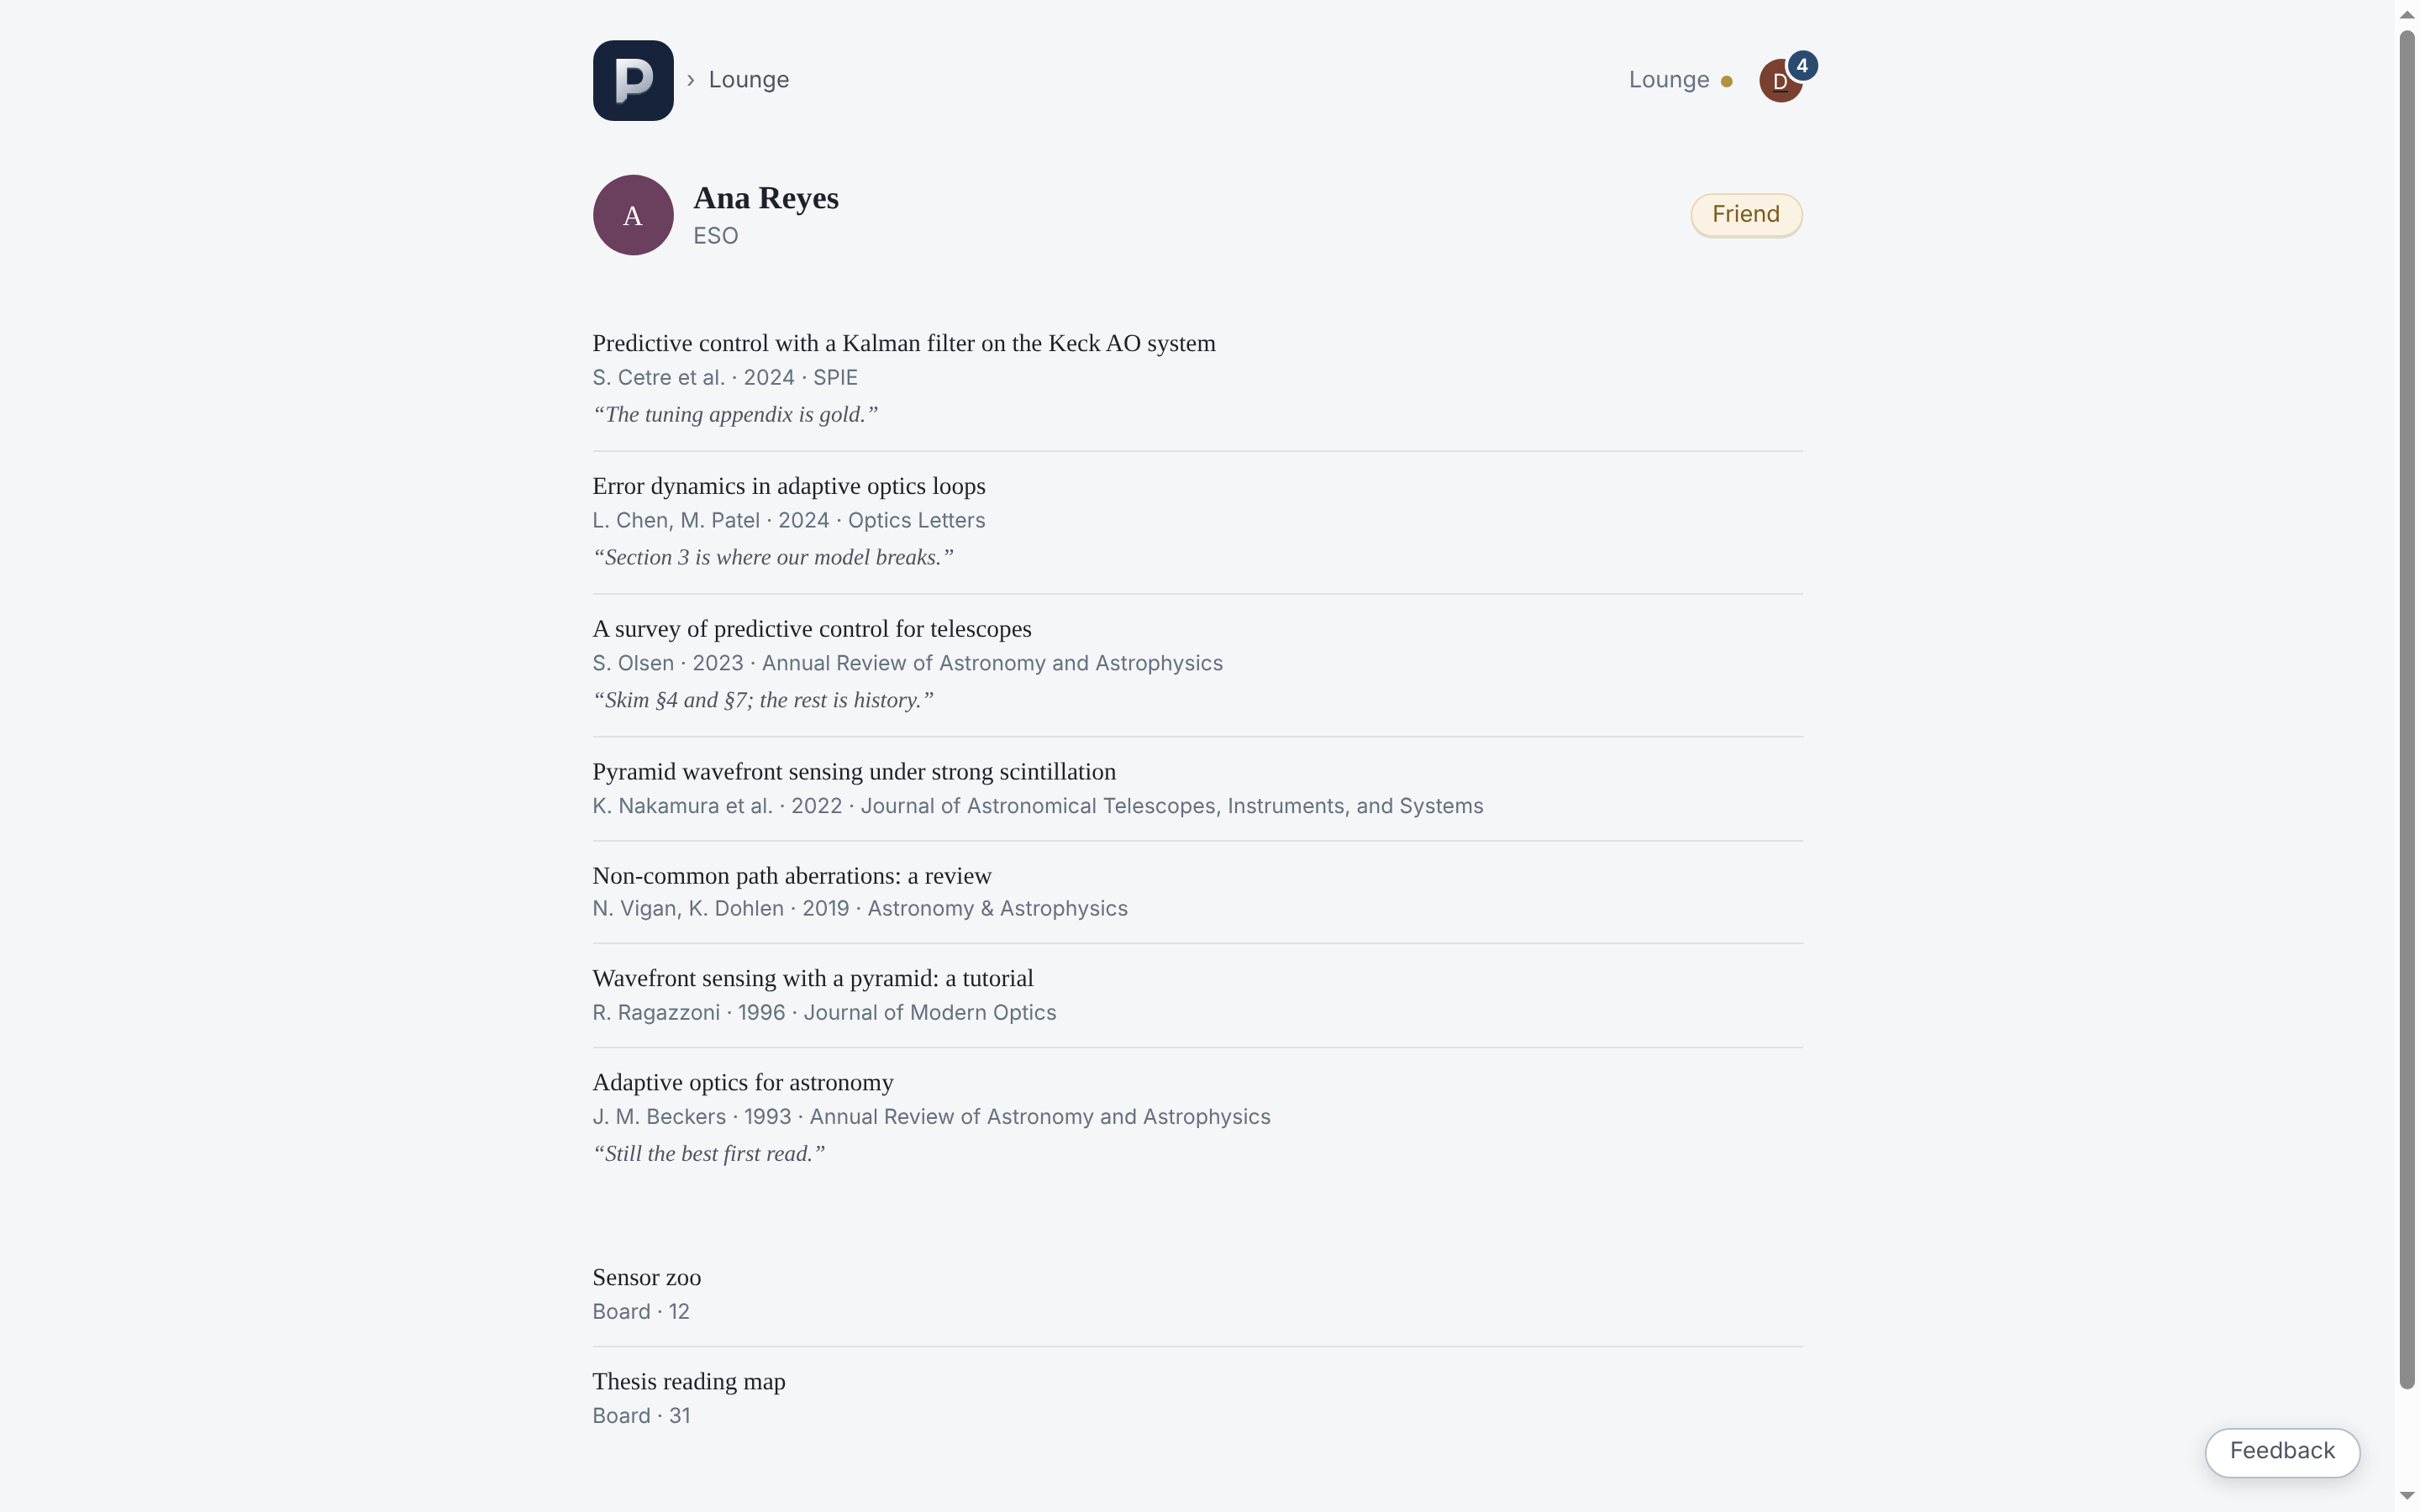 P › Lounge
Lounge D 4
A
Ana Reyes
ESO
Friend
Predictive control with a Kalman filter on the Keck AO system
S. Cetre et al. · 2024 · SPIE
“The tuning appendix is gold.”
Error dynamics in adaptive optics loops
L. Chen, M. Patel · 2024 · Optics Letters
“Section 3 is where our model breaks.”
A survey of predictive control for telescopes
S. Olsen · 2023 · Annual Review of Astronomy and Astrophysics
“Skim §4 and §7; the rest is history.”
Pyramid wavefront sensing under strong scintillation
K. Nakamura et al. · 2022 · Journal of Astronomical Telescopes, Instruments, and Systems
Non-common path aberrations: a review
N. Vigan, K. Dohlen · 2019 · Astronomy & Astrophysics
Wavefront sensing with a pyramid: a tutorial
R. Ragazzoni · 1996 · Journal of Modern Optics
Adaptive optics for astronomy
J. M. Beckers · 1993 · Annual Review of Astronomy and Astrophysics
“Still the best first read.”
Sensor zoo
Board · 12
Thesis reading map
Board · 31
Feedback